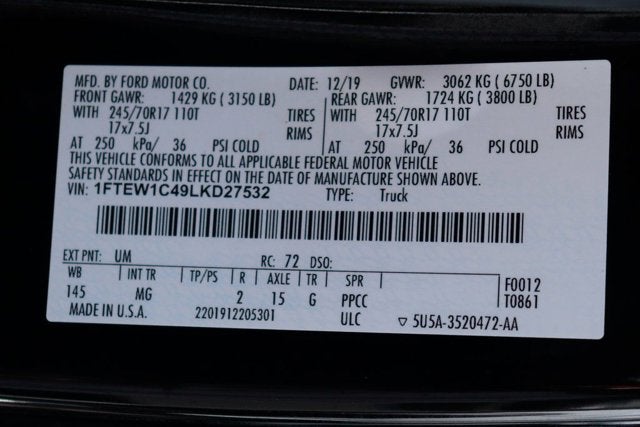 MFD. BY FORD MOTOR CO. DATE: 12/19 GVWR: 3062 KG ( 6750 LB)
FRONT GAWR: 1429 KG ( 3150 LB) REAR GAWR: 1724 KG ( 3800 LB)
WITH 245/70R17 110T TIRES WITH 245/70R17 110T TIRES
17x7.5J RIMS 17x7.5J RIMS
AT 250 kPa/ 36 PSI COLD AT 250 kPa/ 36 PSI COLD
THIS VEHICLE CONFORMS TO ALL APPLICABLE FEDERAL MOTOR VEHICLE
SAFETY STANDARDS IN EFFECT ON THE DATE OF MANUFACTURE SHOWN ABOVE.
VIN: 1FTEW1C49LKD27532 TYPE: Truck
EXT PNT: UM RC: 72 DSO:
WB INT TR TP/PS R AXLE TR SPR F0012
145 MG 2 15 G PPCC T0861
MADE IN U.S.A. 2201912205301 ULC ▽ 5U5A-3520472-AA